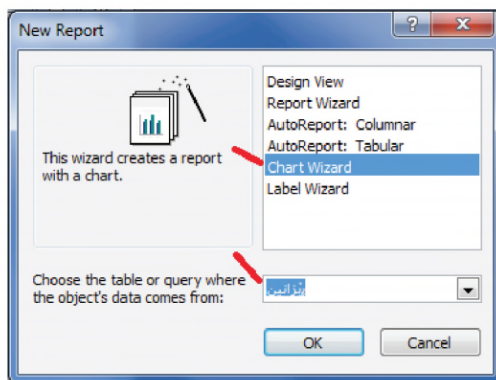 New Report
This wizard creates a report
with a chart.
Design View
Report Wizard
AutoReport: Columnar
AutoReport: Tabular
Chart Wizard
Label Wizard
Choose the table or query where
the object's data comes from:
OK
Cancel